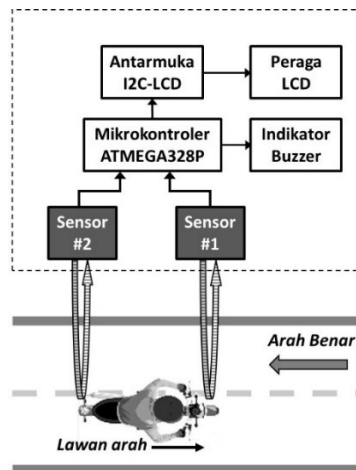 Antarmuka
I2C-LCD
Peraga
LCD
Mikrokontroler
ATMEGA328P
Indikator
Buzzer
Sensor
#2
Sensor
#1
Arah Benar
Lawan arah